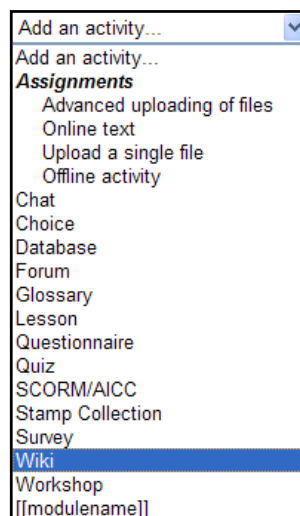 Add an activity...
Add an activity...
Assignments
Advanced uploading of files
Online text
Upload a single file
Offline activity
Chat
Choice
Database
Forum
Glossary
Lesson
Questionnaire
Quiz
SCORM/AICC
Stamp Collection
Survey
Wiki
Workshop
[[modulename]]